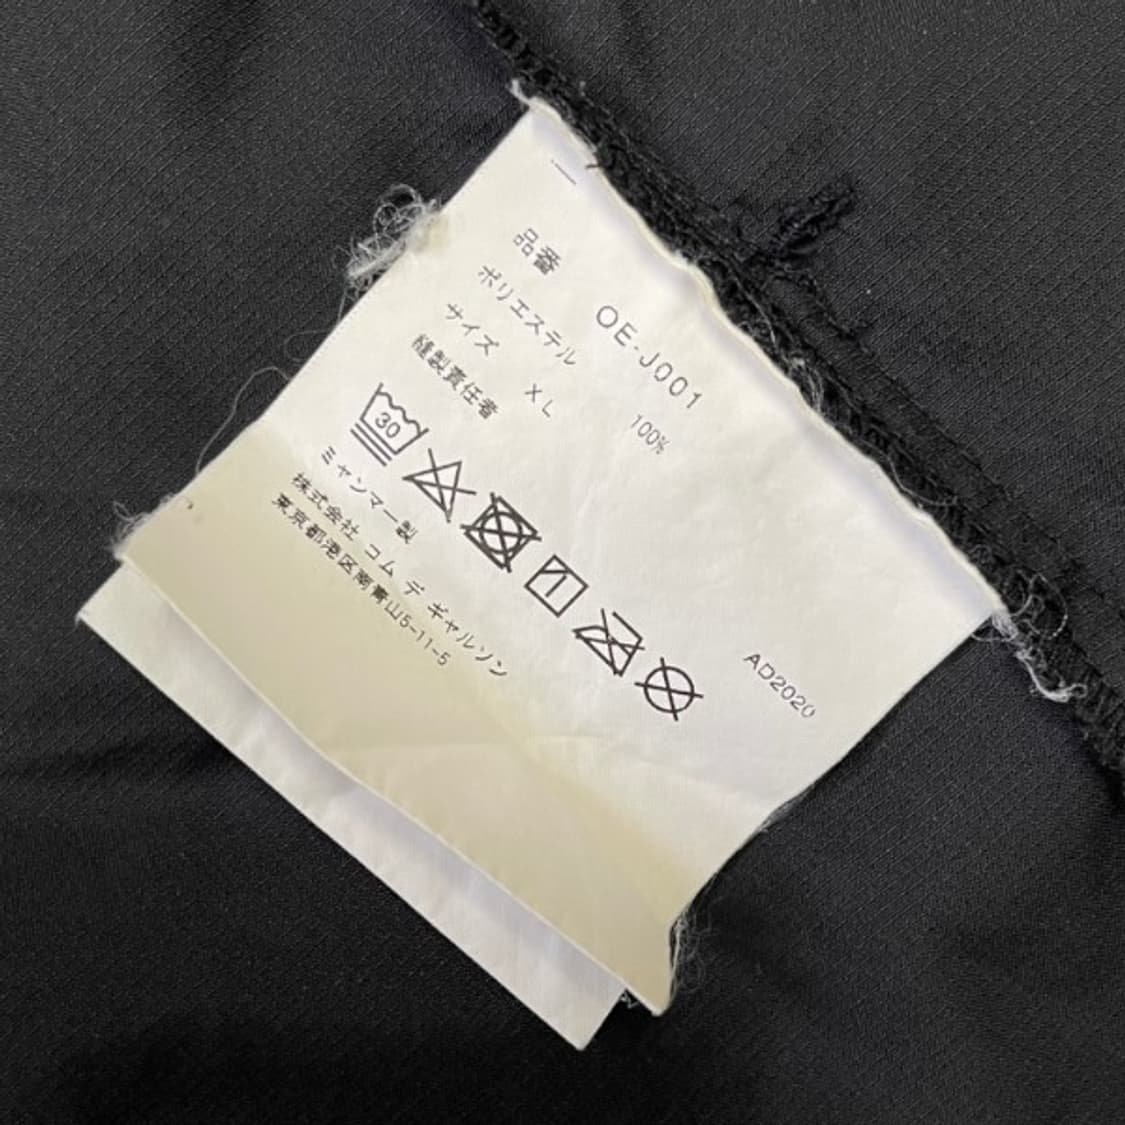 品番 OE-J001
ポリエステル 100%
サイズ XL
縫製責任者
30
ミャンマー製
株式会社 コム デ ギャルソン
東京都港区南青山5-11-5
AD2020